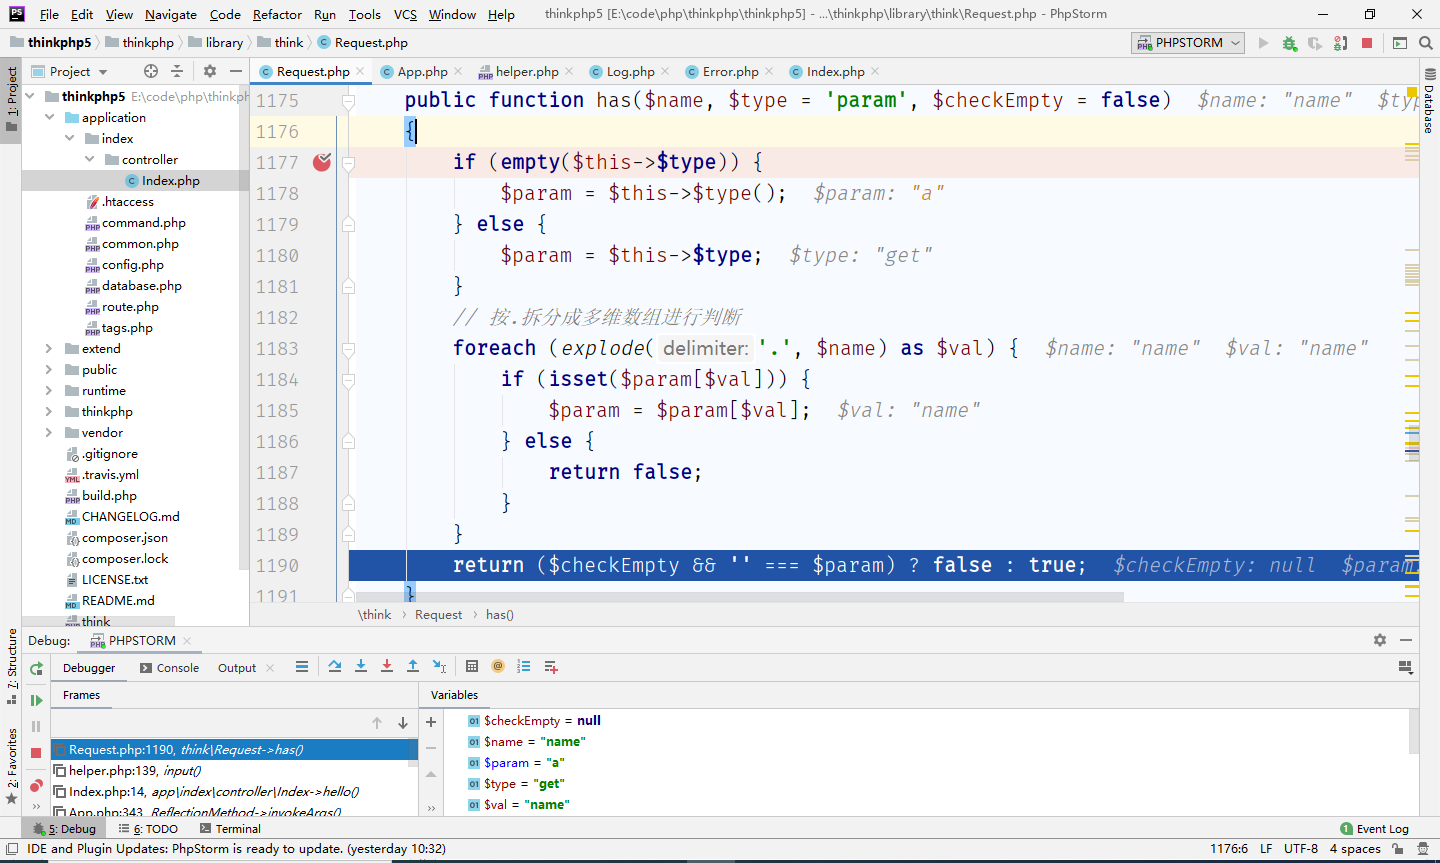 File Edit View Navigate Code Refactor Run Tools VCS Window Help thinkphp5 [E:\code\php\thinkphp\thinkphp5] - ...\thinkphp\library\think\Request.php - PhpStorm
thinkphp5 thinkphp library think Request.php PHPSTORM
Project Request.php App.php helper.php Log.php Error.php Index.php
1: Project
Database
thinkphp5 E:\code\php\thinkph
application
index
controller
Index.php
.htaccess
command.php
common.php
config.php
database.php
route.php
tags.php
extend
public
runtime
thinkphp
vendor
.gitignore
.travis.yml
build.php
CHANGELOG.md
composer.json
composer.lock
LICENSE.txt
README.md
think
1175 public function has($name, $type = 'param', $checkEmpty = false) $name: "name" $ty
1176 {
1177 if (empty($this->$type)) {
1178 $param = $this->$type(); $param: "a"
1179 } else {
1180 $param = $this->$type; $type: "get"
1181 }
1182 // 按.拆分成多维数组进行判断
1183 foreach (explode( delimiter: '.', $name) as $val) { $name: "name" $val: "name"
1184 if (isset($param[$val])) {
1185 $param = $param[$val]; $val: "name"
1186 } else {
1187 return false;
1188 }
1189 }
1190 return ($checkEmpty && '' === $param) ? false : true; $checkEmpty: null $param:
1191 }
\think Request has()
7: Structure
2: Favorites
Debug: PHPSTORM
Debugger Console Output
Frames
Request.php:1190, think\Request->has()
helper.php:139, input()
Index.php:14, app\index\controller\Index->hello()
App.php:343, ReflectionMethod->invokeArgs()
Variables
$checkEmpty = null
$name = "name"
$param = "a"
$type = "get"
$val = "name"
5: Debug 6: TODO Terminal 1 Event Log
IDE and Plugin Updates: PhpStorm is ready to update. (yesterday 10:32) 1176:6 LF UTF-8 4 spaces